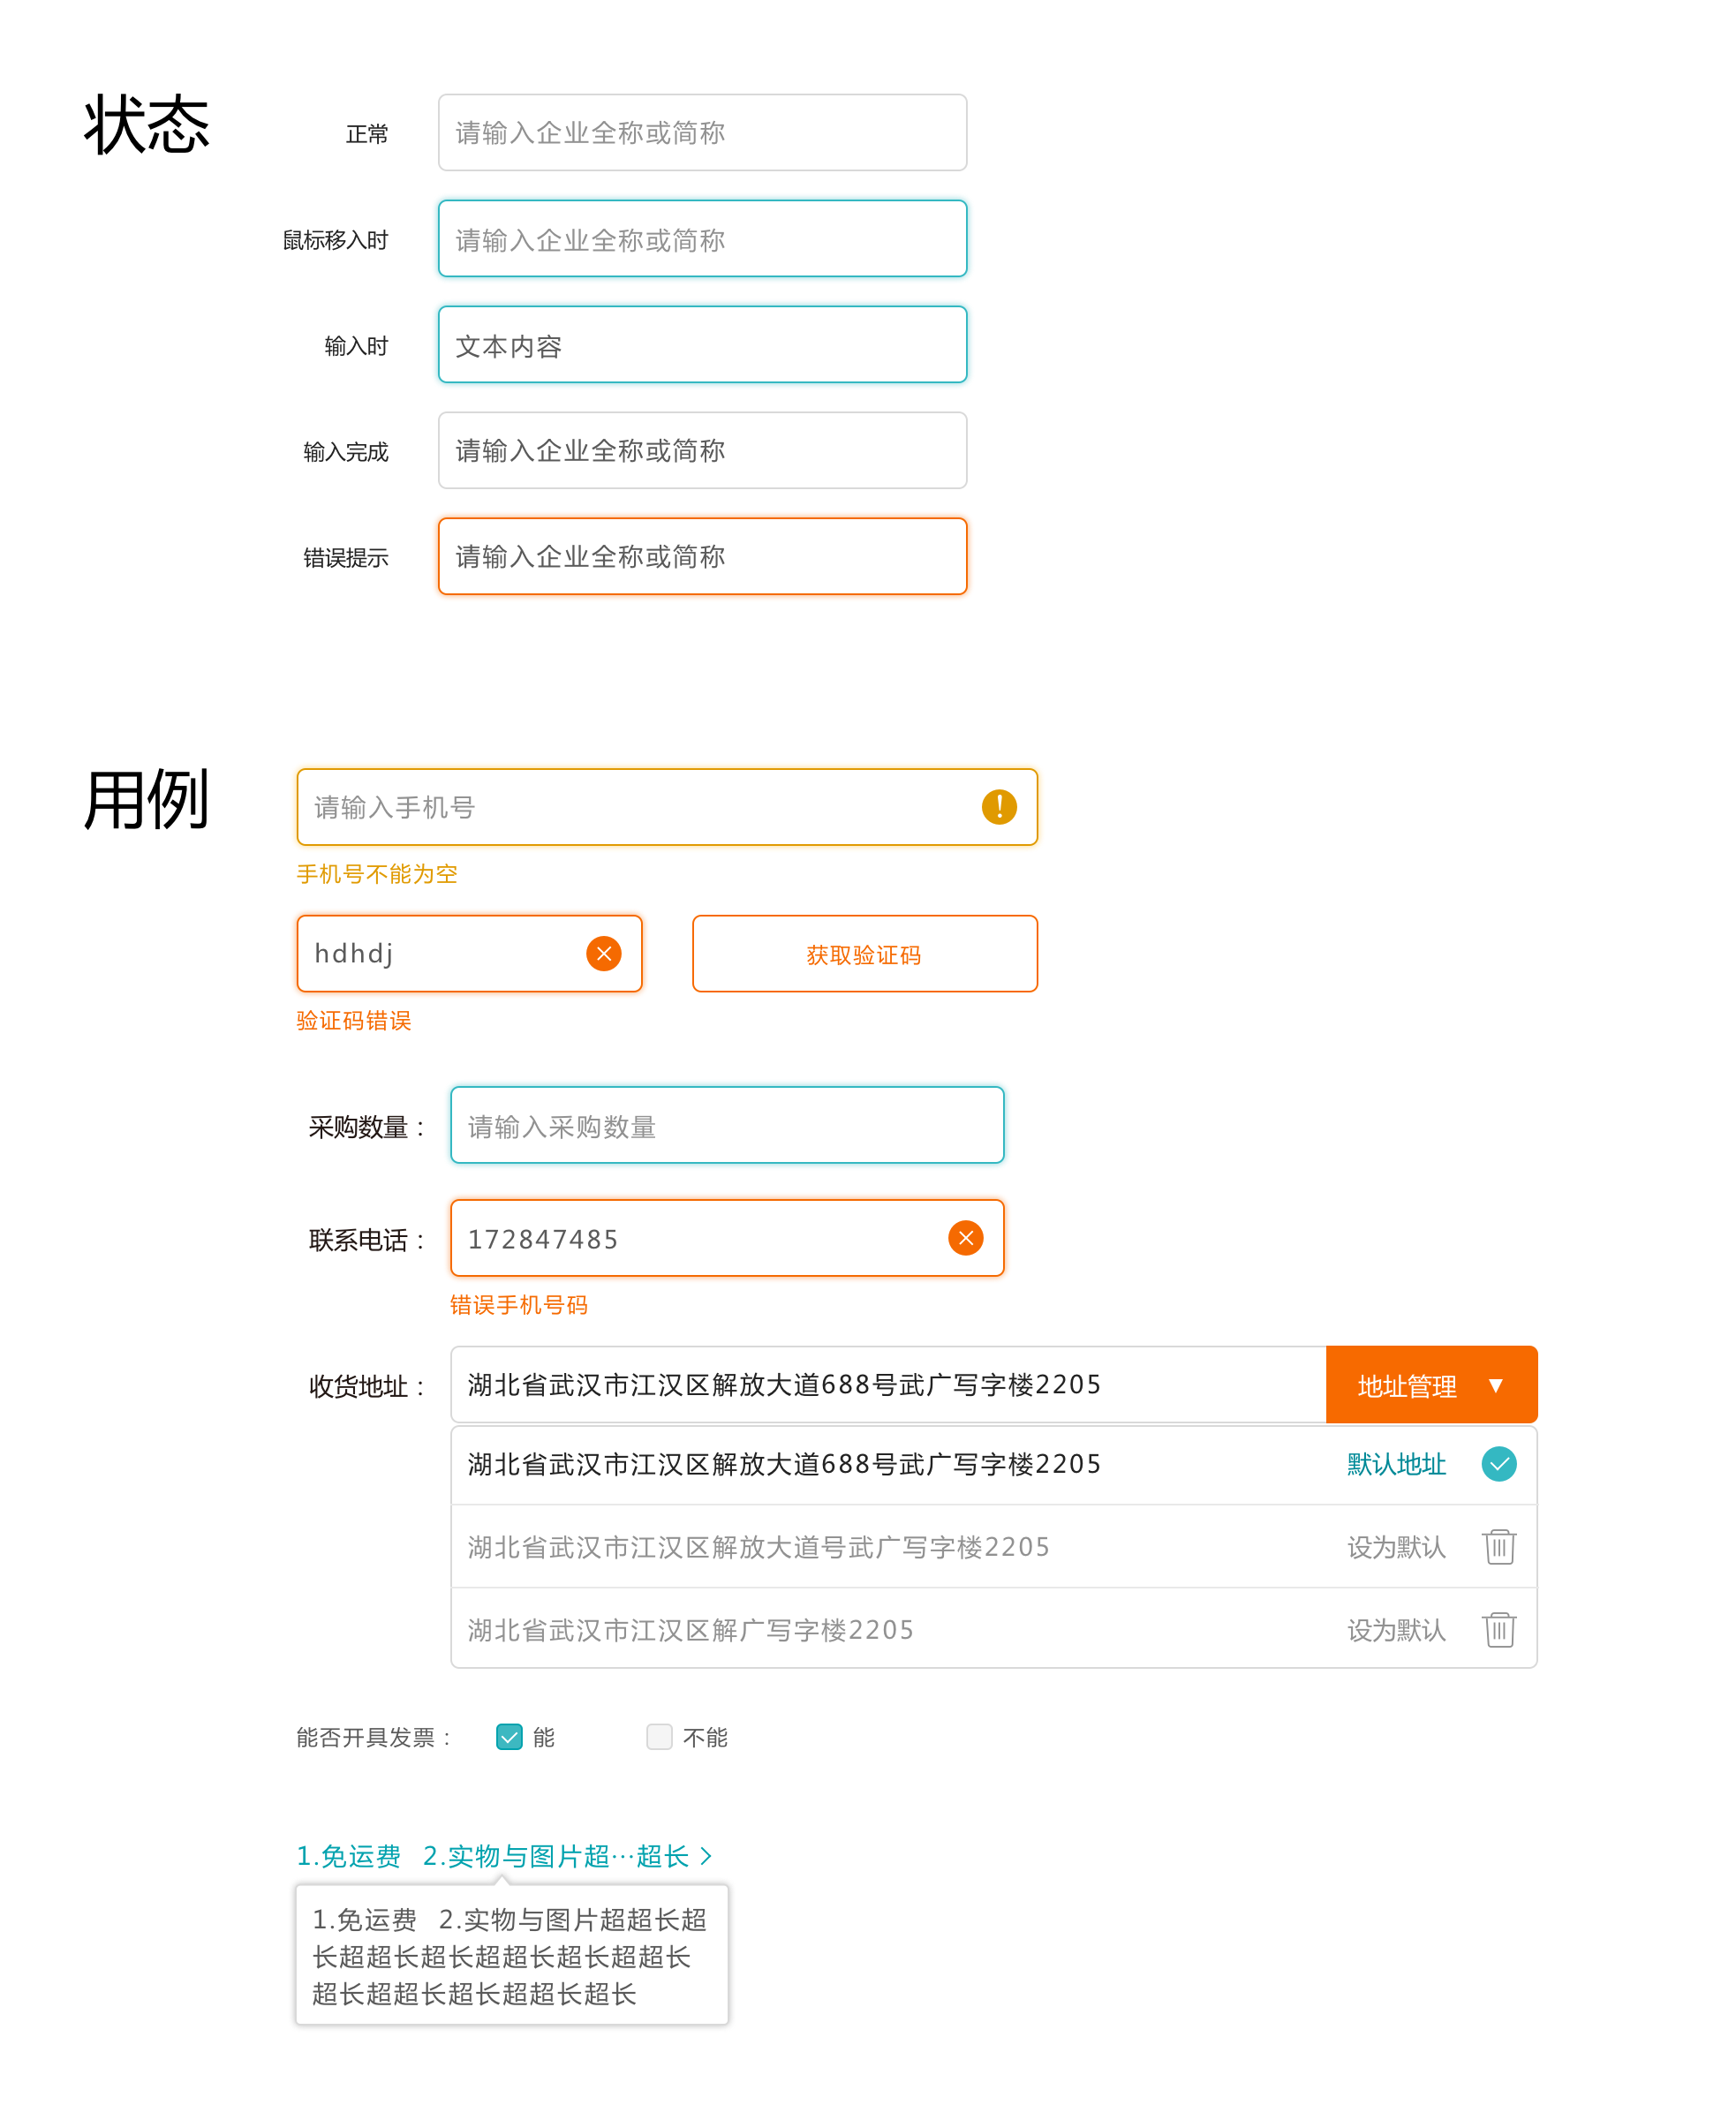 状态
正常
请输入企业全称或简称
鼠标移入时
请输入企业全称或简称
输入时
文本内容
输入完成
请输入企业全称或简称
错误提示
请输入企业全称或简称
用例
请输入手机号
手机号不能为空
hdhdj
获取验证码
验证码错误
采购数量：
请输入采购数量
联系电话：
172847485
错误手机号码
收货地址：
湖北省武汉市江汉区解放大道688号武广写字楼2205
地址管理
湖北省武汉市江汉区解放大道688号武广写字楼2205 默认地址
湖北省武汉市江汉区解放大道号武广写字楼2205 设为默认
湖北省武汉市江汉区解广写字楼2205 设为默认
能否开具发票： 能 不能
1.免运费 2.实物与图片超…超长 >
1.免运费 2.实物与图片超超长超
长超超长超长超超长超长超超长
超长超超长超长超超长超长